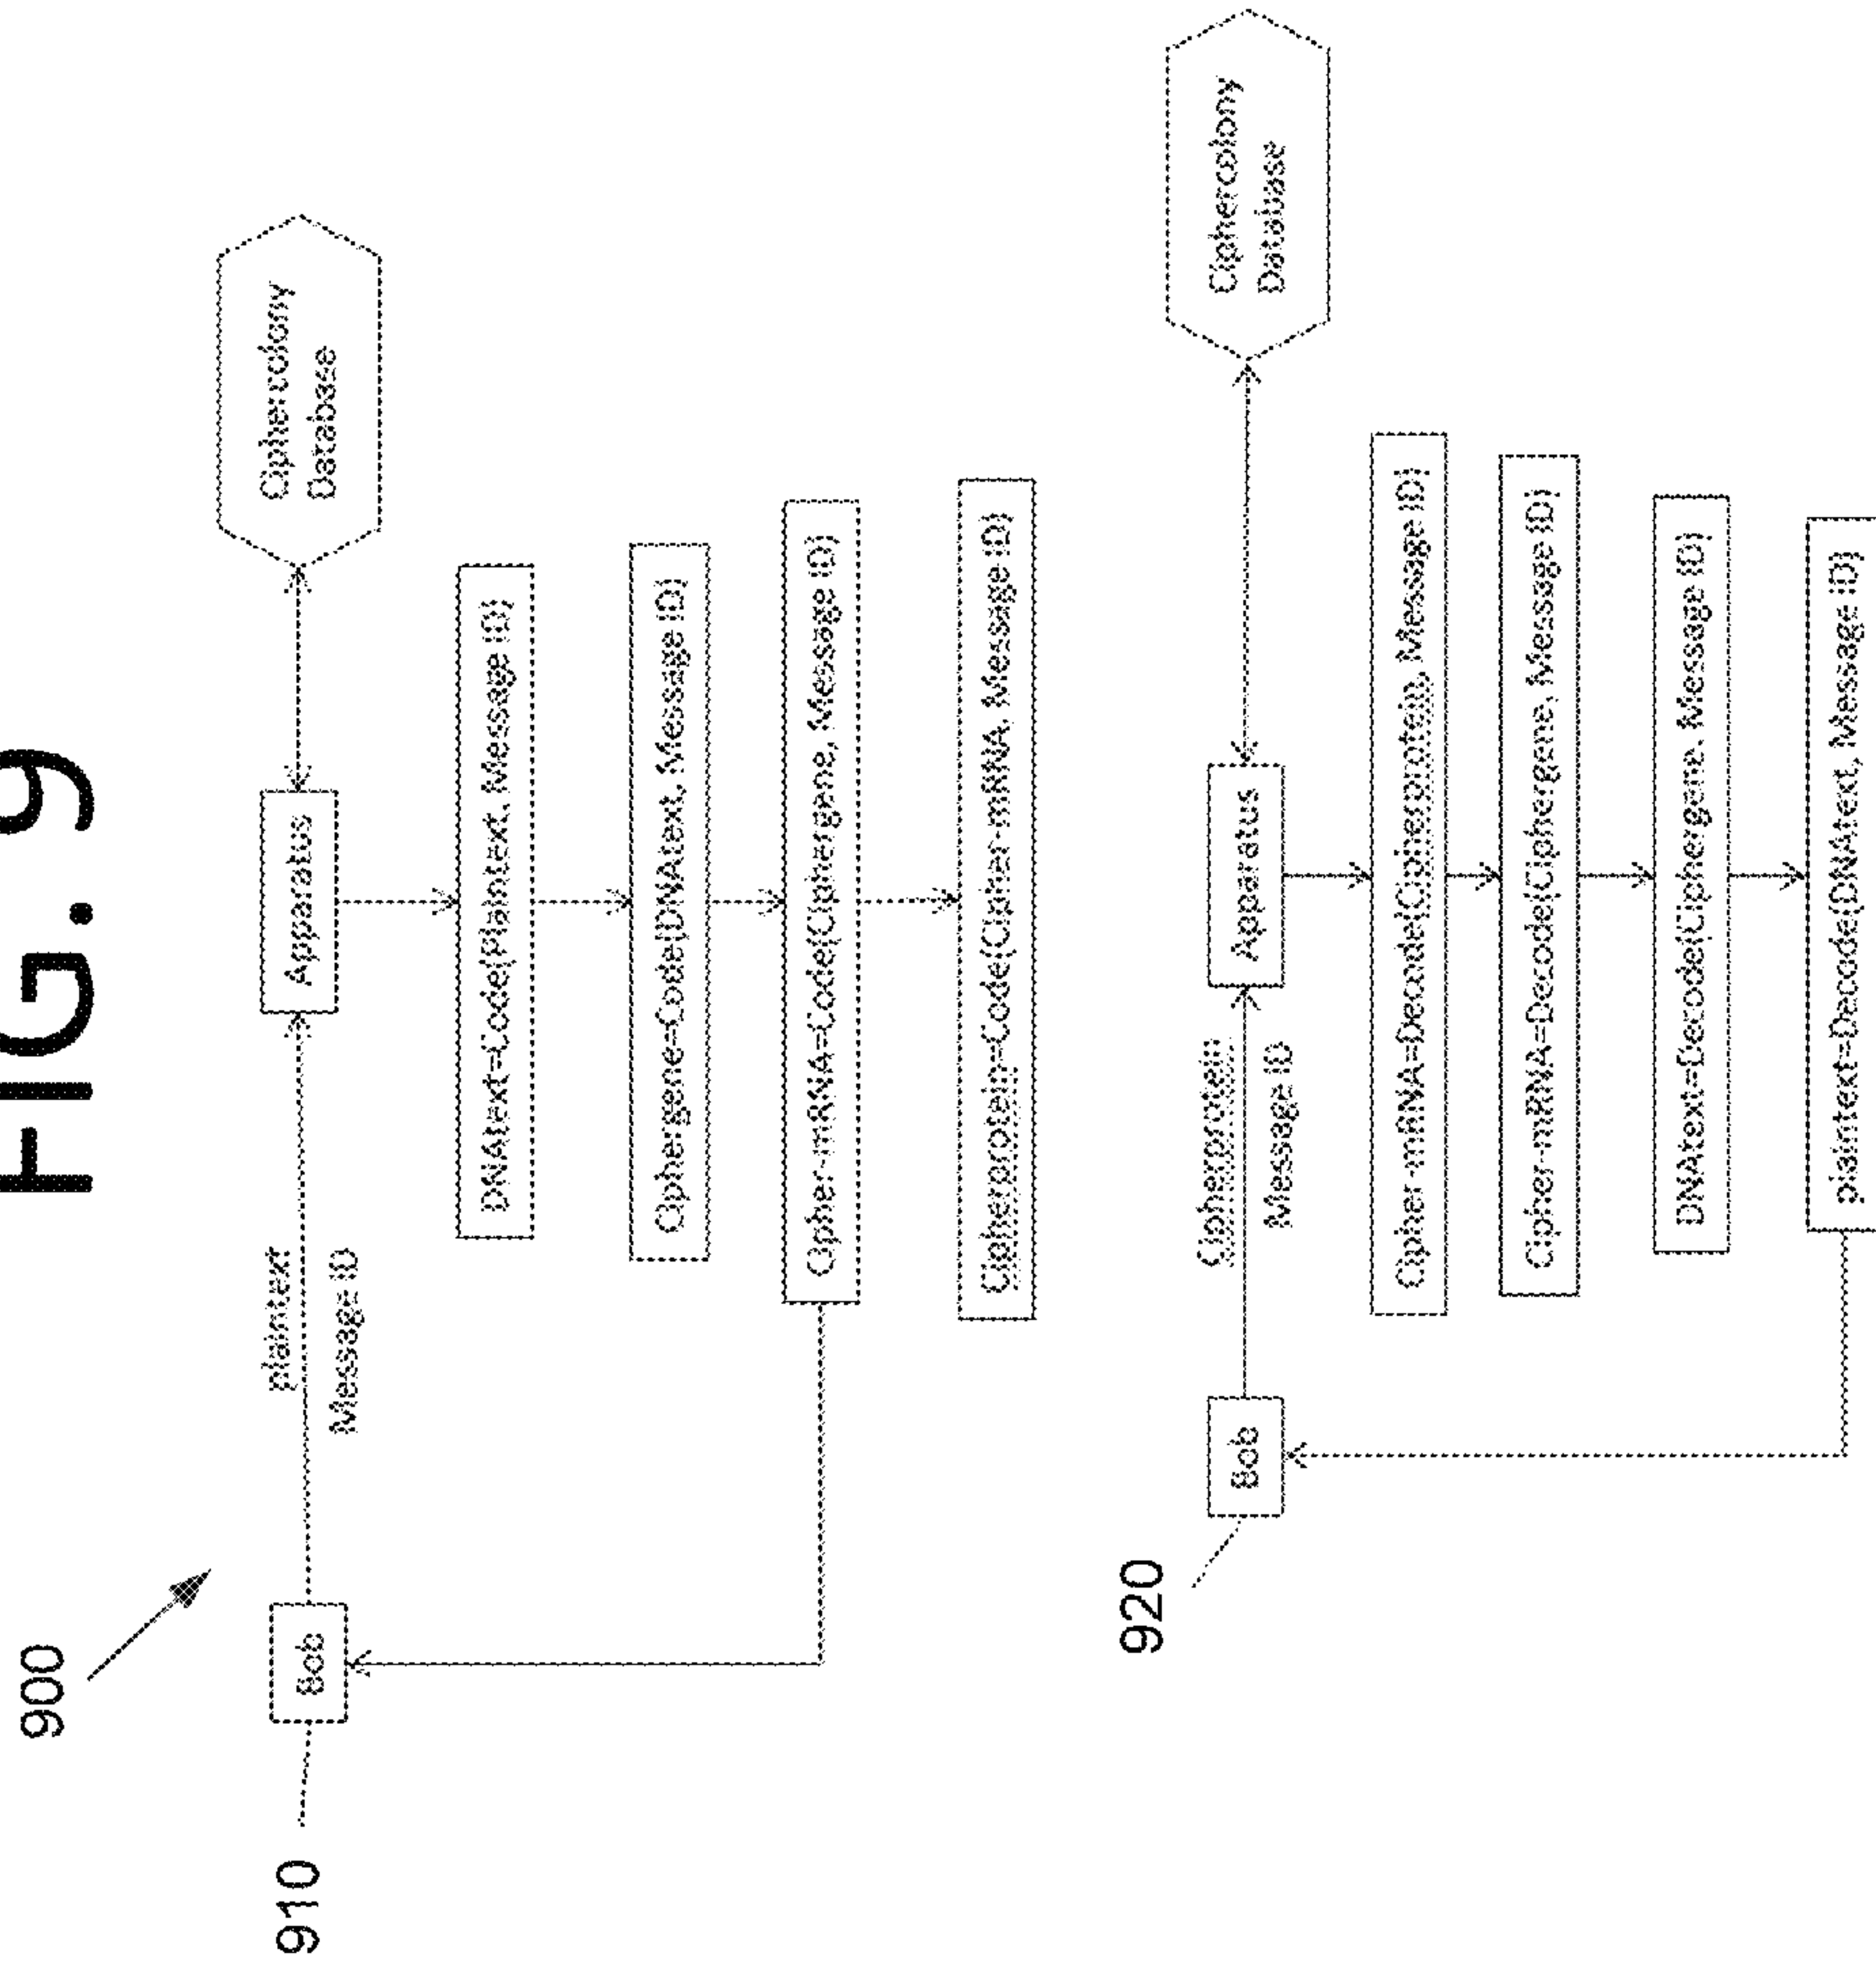 FIG. 9
900
910
Bob
plaintext
Message ID
Apparatus
Ciphercolony
Database
DNAtext=Code(Plaintext, Message ID)
Ciphergene=Code(DNAtext, Message ID)
Cipher-mRNA=Code(Ciphergene, Message ID)
Cipherprotein=Code(Cipher-mRNA, Message ID)
920
Bob
Cipherprotein
Message ID
Apparatus
Ciphercolony
Database
Cipher-mRNA=Decode(Cipherprotein, Message ID)
Cipher-mRNA=Decode(Ciphergene, Message ID)
DNAtext=Decode(Ciphergene, Message ID)
plaintext=Decode(DNAtext, Message ID)